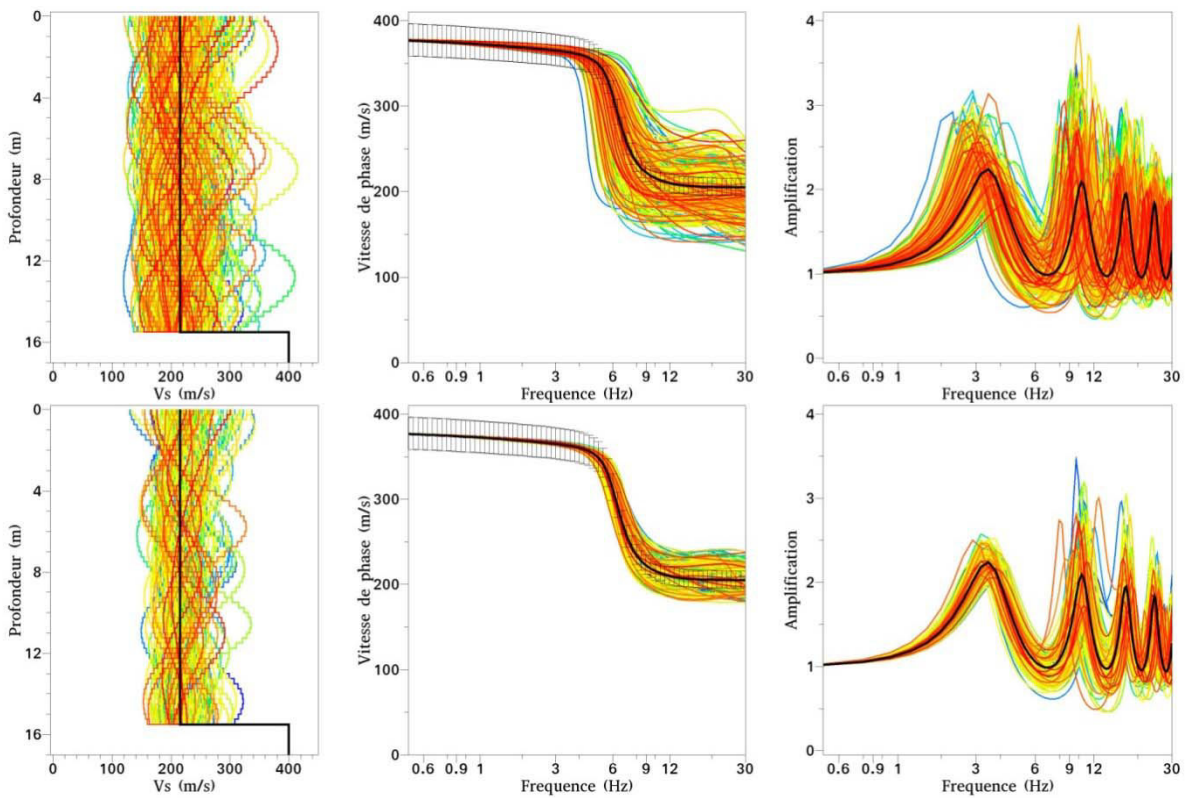 0
4
8
12
16
Profondeur (m)
0 100 200 300 400
Vs (m/s)
400
300
200
100
0
Vitesse de phase (m/s)
0.6 0.9 1 3 6 9 12 30
Frequence (Hz)
4
3
2
1
0
Amplification
0.6 1 3 6 9 12 30
Frequence (Hz)
0
4
8
12
16
Profondeur (m)
0 100 200 300 400
Vs (m/s)
400
300
200
100
0
Vitesse de phase (m/s)
0.6 0.9 1 3 6 9 12 30
Frequence (Hz)
4
3
2
1
0
Amplification
0.6 1 3 6 9 12 30
Frequence (Hz)